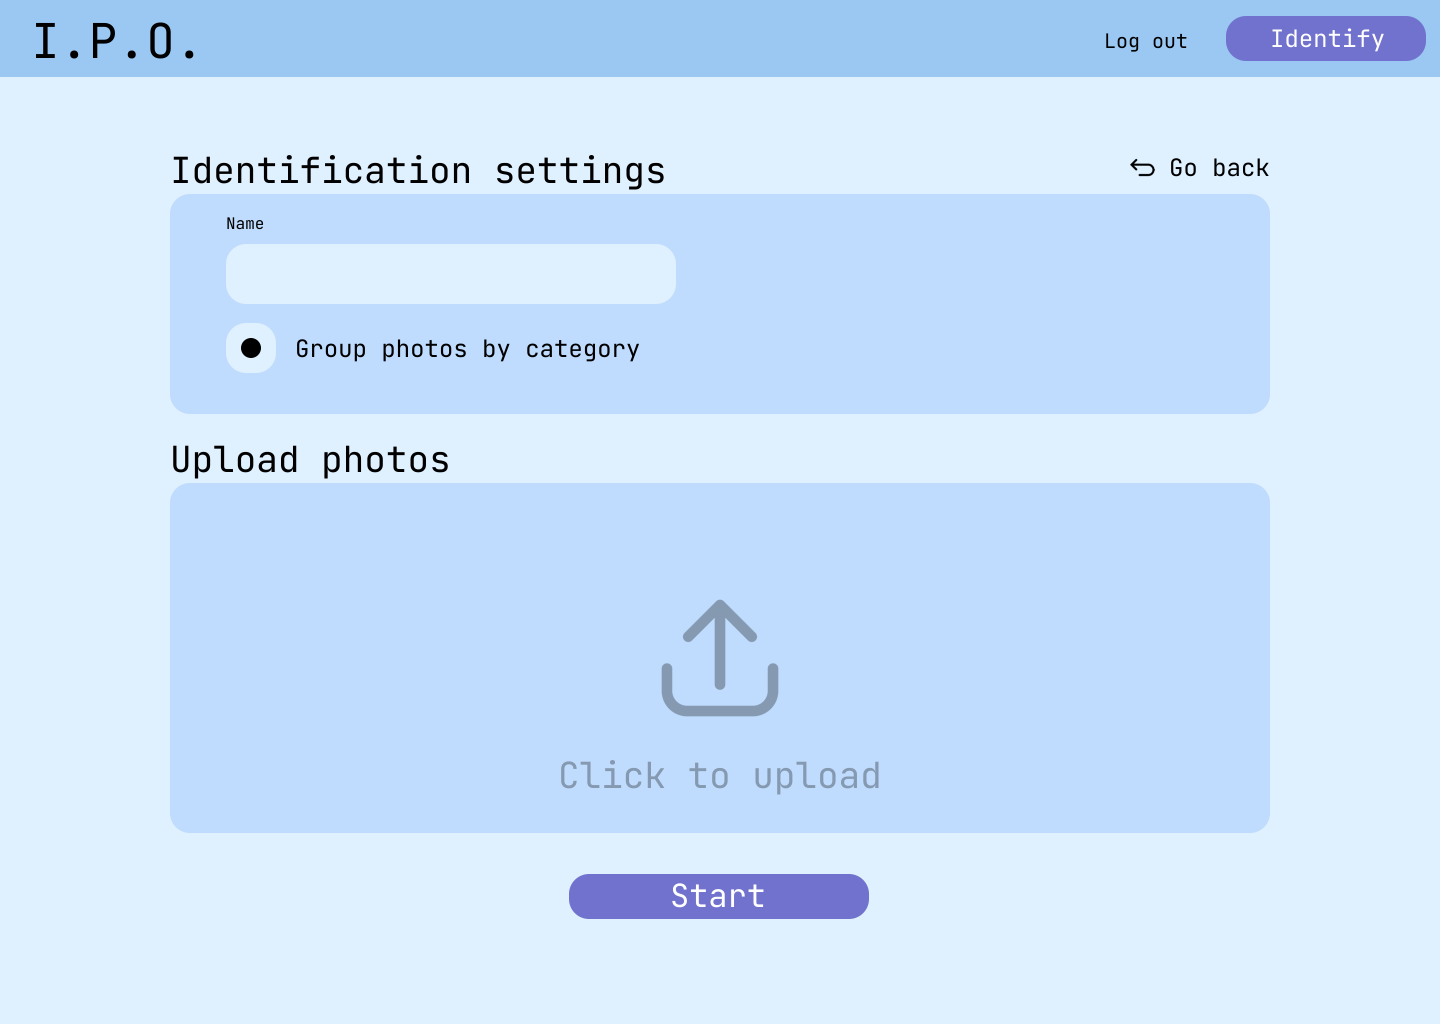 I.P.O.
Log out
Identify
Identification settings
Go back
Name
Group photos by category
Upload photos
Click to upload
Start